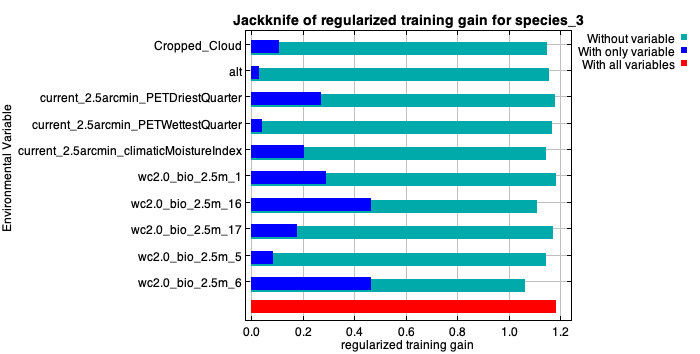 Jackknife of regularized training gain for species_3
Without variable
With only variable
With all variables
Environmental Variable
Cropped_Cloud
alt
current_2.5arcmin_PETDriestQuarter
current_2.5arcmin_PETWettestQuarter
current_2.5arcmin_climaticMoistureIndex
wc2.0_bio_2.5m_1
wc2.0_bio_2.5m_16
wc2.0_bio_2.5m_17
wc2.0_bio_2.5m_5
wc2.0_bio_2.5m_6
0.0 0.2 0.4 0.6 0.8 1.0 1.2
regularized training gain